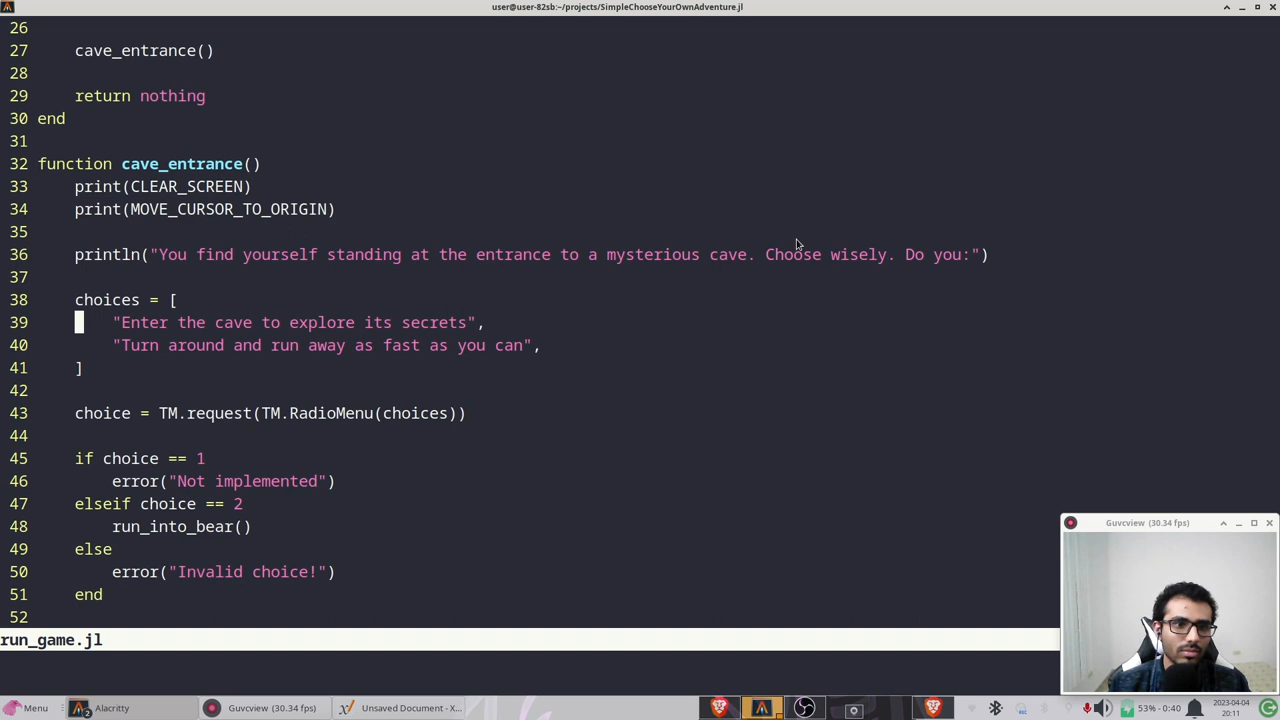 user@user-82sb:~/projects/SimpleChooseYourOwnAdventure.jl
26
27     cave_entrance()
28
29     return nothing
30 end
31
32 function cave_entrance()
33     print(CLEAR_SCREEN)
34     print(MOVE_CURSOR_TO_ORIGIN)
35
36     println("You find yourself standing at the entrance to a mysterious cave. Choose wisely. Do you:")
37
38     choices = [
39         "Enter the cave to explore its secrets",
40         "Turn around and run away as fast as you can",
41     ]
42
43     choice = TM.request(TM.RadioMenu(choices))
44
45     if choice == 1
46         error("Not implemented")
47     elseif choice == 2
48         run_into_bear()
49     else
50         error("Invalid choice!")
51     end
52
run_game.jl
Guvcview (30.34 fps)
Menu Alacritty Guvcview (30.34 fps) Unsaved Document - X... 53% - 0:40 2023-04-04
20:11